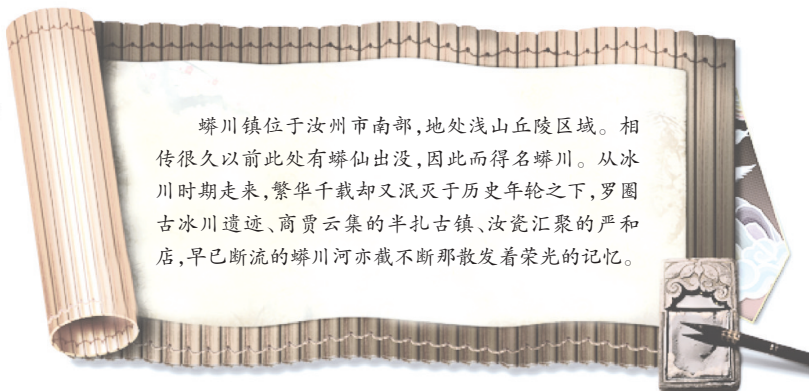 蟒川镇位于汝州市南部,地处浅山丘陵区域。相
传很久以前此处有蟒仙出没,因此而得名蟒川。从冰
川时期走来,繁华千载却又泯灭于历史年轮之下,罗圈
古冰川遗迹、商贾云集的半扎古镇、汝瓷汇聚的严和
店,早已断流的蟒川河亦截不断那散发着荣光的记忆。